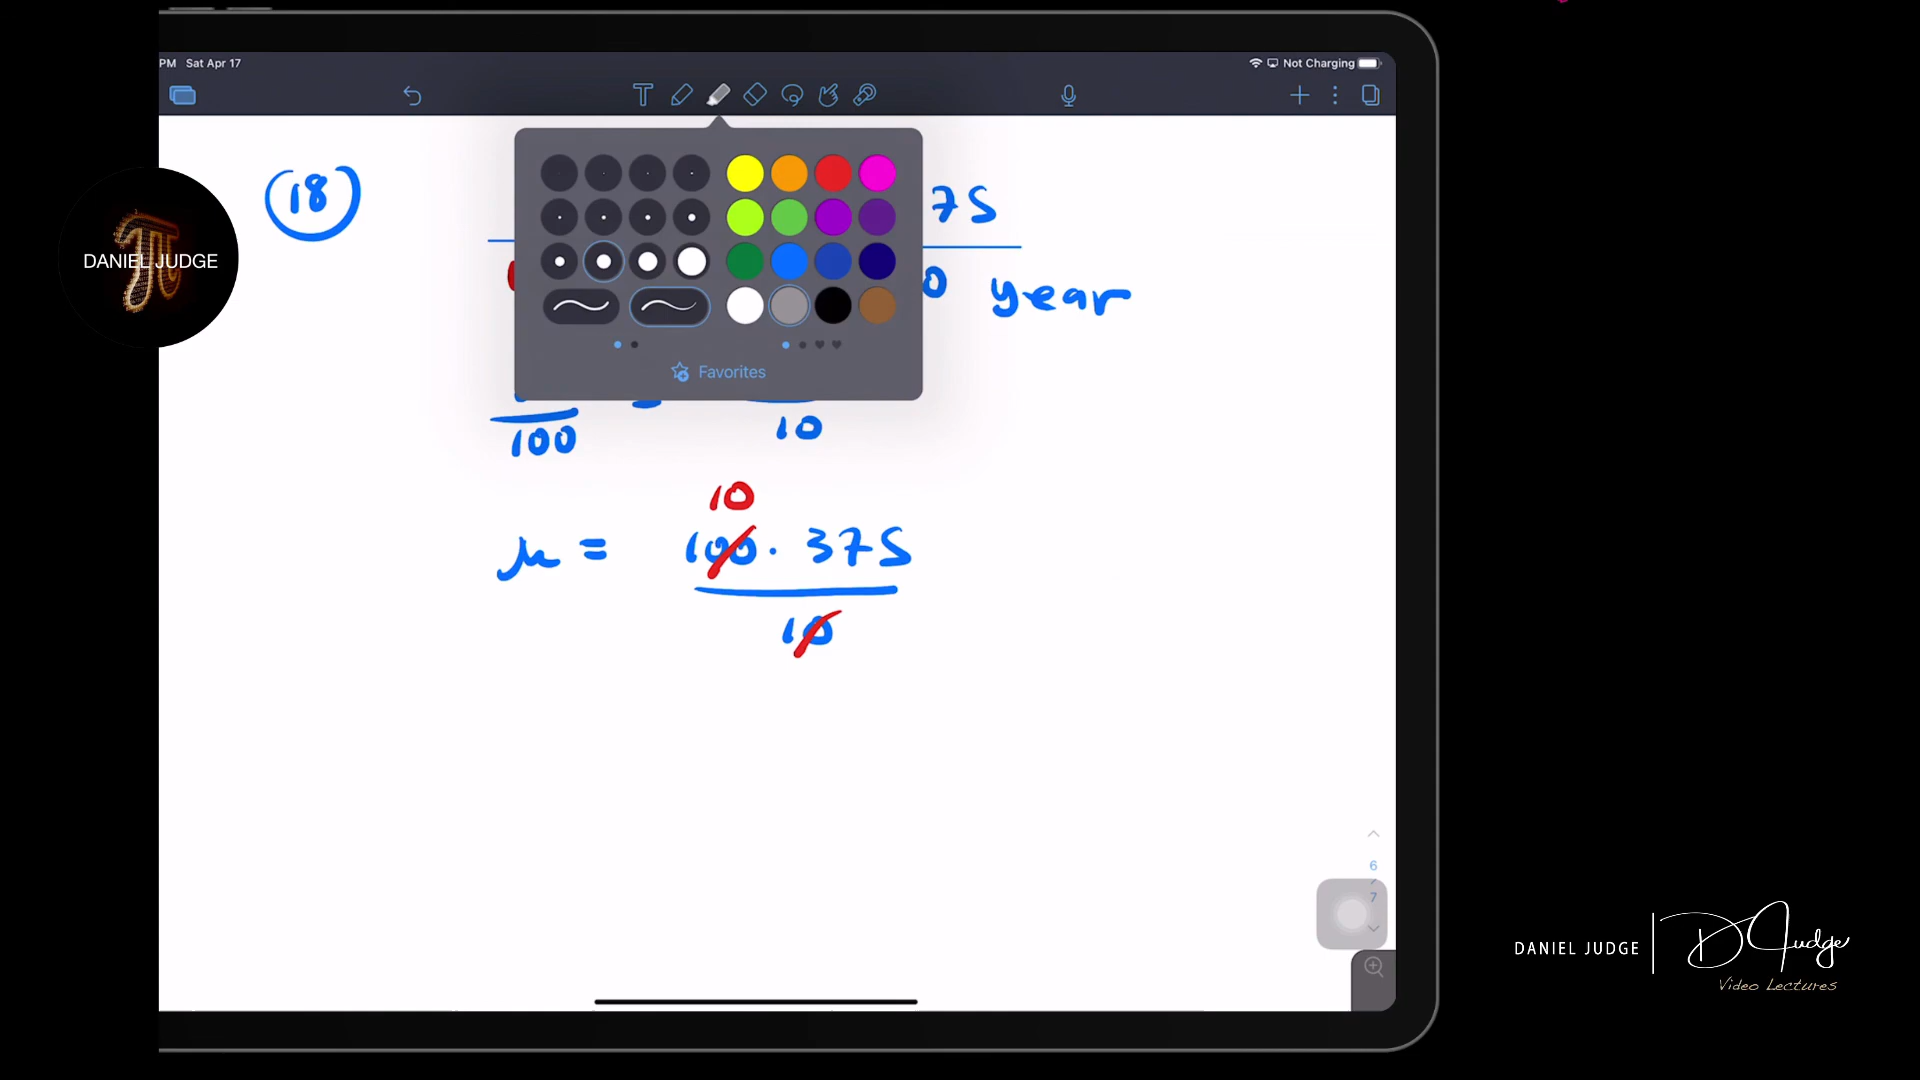 PM Sat Apr 17
Not Charging
T
(18)
375
0 year
DANIEL JUDGE
Favorites
100
=
10
10
μ = 100 · 375
10
6
7
DANIEL JUDGE
DJudge
Video Lectures